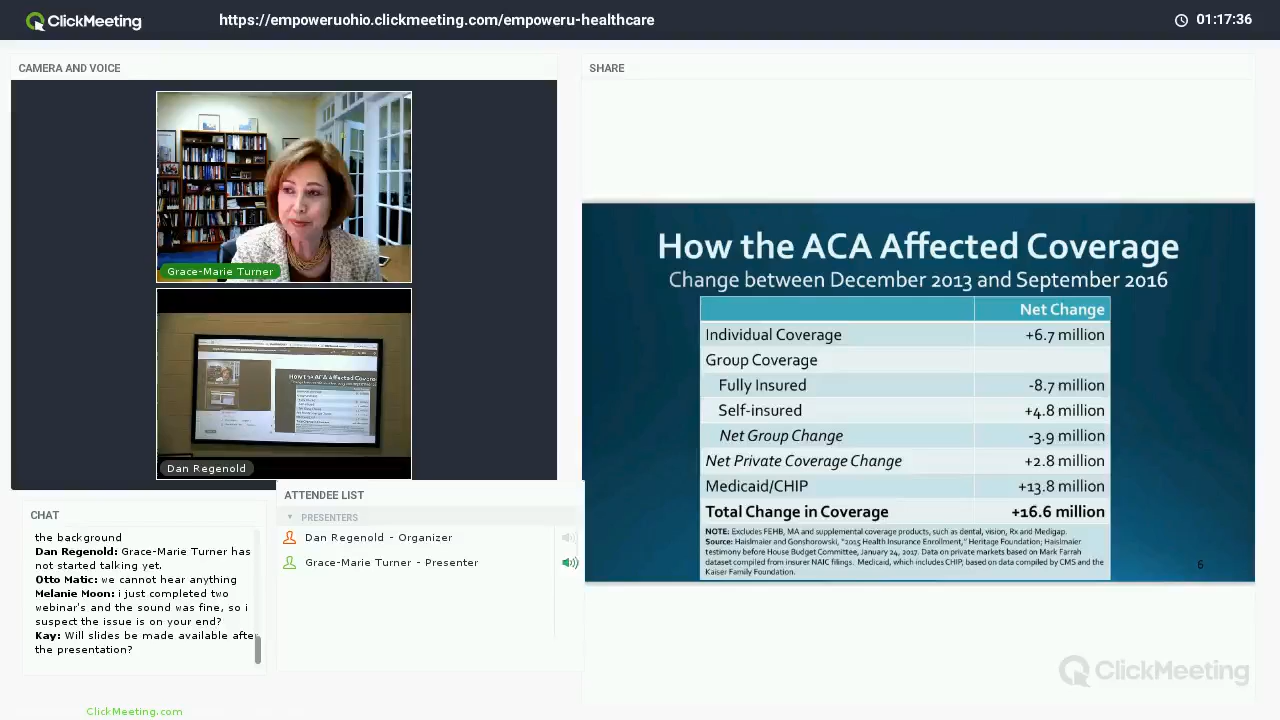 ClickMeeting
https://empoweruohio.clickmeeting.com/empoweru-healthcare
01:17:36
CAMERA AND VOICE
Grace-Marie Turner
How the ACA Affected Covera
Dan Regenold
CHAT
the background
Dan Regenold: Grace-Marie Turner has
not started talking yet.
Otto Matic: we cannot hear anything
Melanie Moon: i just completed two
webinar's and the sound was fine, so i
suspect the issue is on your end?
Kay: Will slides be made available after
the presentation?
ATTENDEE LIST
PRESENTERS
Dan Regenold - Organizer
Grace-Marie Turner - Presenter
ClickMeeting.com
SHARE
How the ACA Affected Coverage
Change between December 2013 and September 2016
Net Change
Individual Coverage +6.7 million
Group Coverage
Fully Insured -8.7 million
Self-insured +4.8 million
Net Group Change -3.9 million
Net Private Coverage Change +2.8 million
Medicaid/CHIP +13.8 million
Total Change in Coverage +16.6 million
NOTE: Excludes FEHB, MA and supplemental coverage products, such as dental, vision, Rx and Medigap.
Source: Haislmaier and Gonshorowski, "2015 Health Insurance Enrollment," Heritage Foundation; Haislmaier
testimony before House Budget Committee, January 24, 2017. Data on private markets based on Mark Farrah
dataset compiled from insurer NAIC filings. Medicaid, which includes CHIP, based on data compiled by CMS and the
Kaiser Family Foundation.
6
ClickMeeting